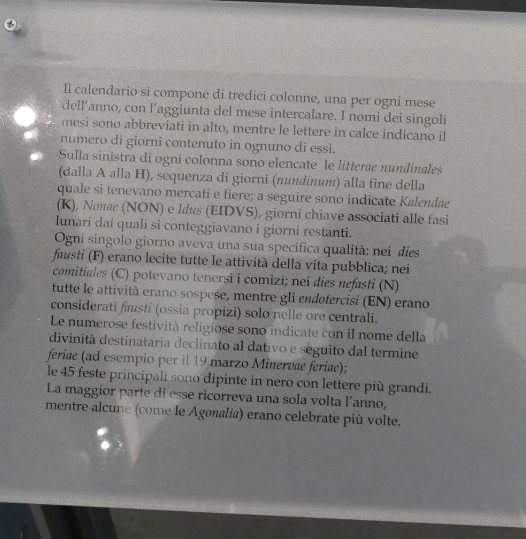 Il calendario si compone di tredici colonne, una per ogni mese
dell'anno, con l'aggiunta del mese intercalare. I nomi dei singoli
mesi sono abbreviati in alto, mentre le lettere in calce indicano il
numero di giorni contenuto in ognuno di essi.
Sulla sinistra di ogni colonna sono elencate le litterae nundinales
(dalla A alla H), sequenza di giorni (nundinum) alla fine della
quale si tenevano mercati e fiere; a seguire sono indicate Kalendae
(K), Nonae (NON) e Idus (EIDVS), giorni chiave associati alle fasi
lunari dai quali si conteggiavano i giorni restanti.
Ogni singolo giorno aveva una sua specifica qualità: nei dies
fausti (F) erano lecite tutte le attività della vita pubblica; nei
comitiales (C) potevano tenersi i comizi; nei dies nefasti (N)
tutte le attività erano sospese, mentre gli endotercisi (EN) erano
considerati fausti (ossia propizi) solo nelle ore centrali.
Le numerose festività religiose sono indicate con il nome della
divinità destinataria declinato al dativo e seguito dal termine
feriae (ad esempio per il 19 marzo Minervae feriae);
le 45 feste principali sono dipinte in nero con lettere più grandi.
La maggior parte di esse ricorreva una sola volta l'anno,
mentre alcune (come le Agonalia) erano celebrate più volte.